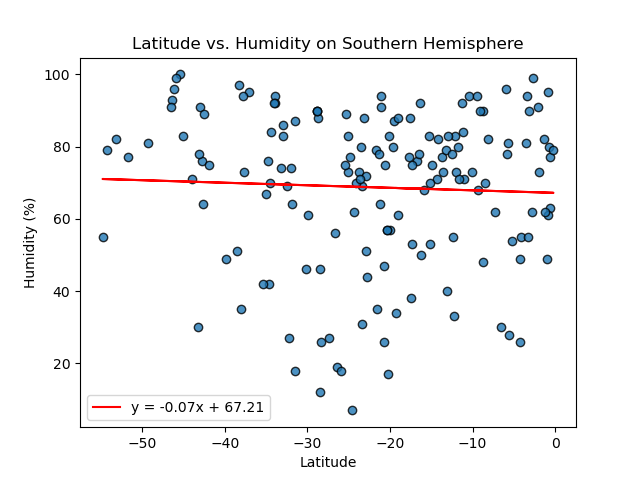 Latitude vs. Humidity on Southern Hemisphere
100
80
60
40
20
Humidity (%)
y = -0.07x + 67.21
−50
−40
−30
−20
−10
0
Latitude